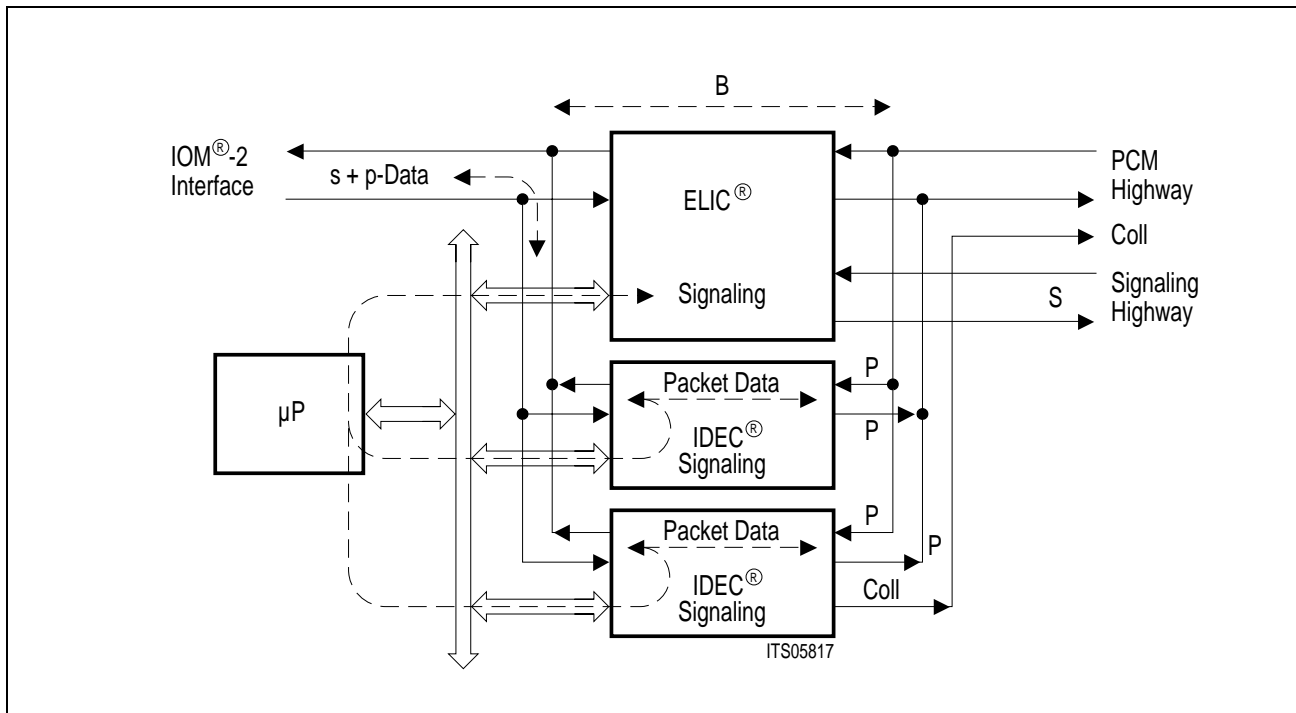 B
IOM®-2
Interface
s + p-Data
ELIC®
PCM
Highway
Coll
Signaling
S
Signaling
Highway
µP
Packet Data
P
P
IDEC®
Signaling
Packet Data
P
P
IDEC®
Signaling
Coll
ITS05817